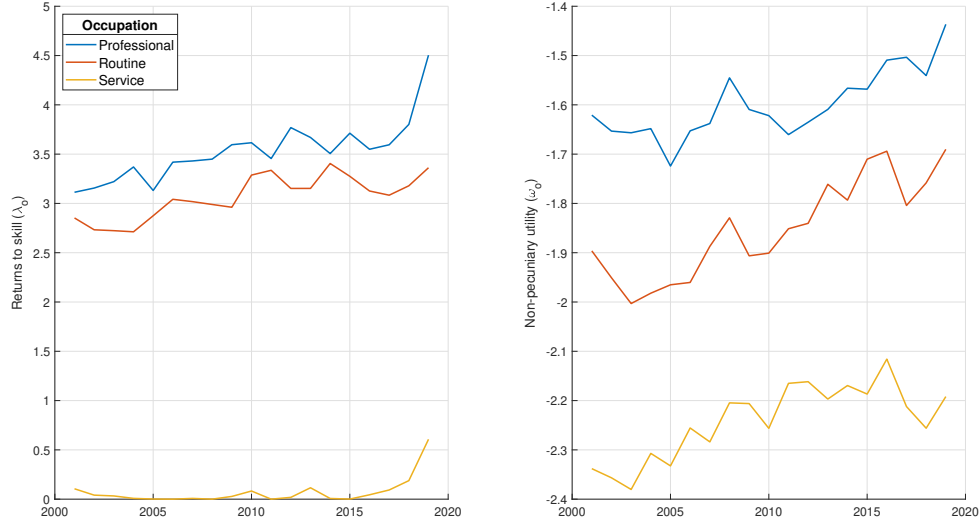 Occupation
Professional
Routine
Service
5
4.5
4
3.5
3
2.5
2
1.5
1
0.5
0
Returns to skill (λo)
2000 2005 2010 2015 2020
-1.4
-1.5
-1.6
-1.7
-1.8
-1.9
-2
-2.1
-2.2
-2.3
-2.4
Non-pecuniary utility (ωo)
2000 2005 2010 2015 2020